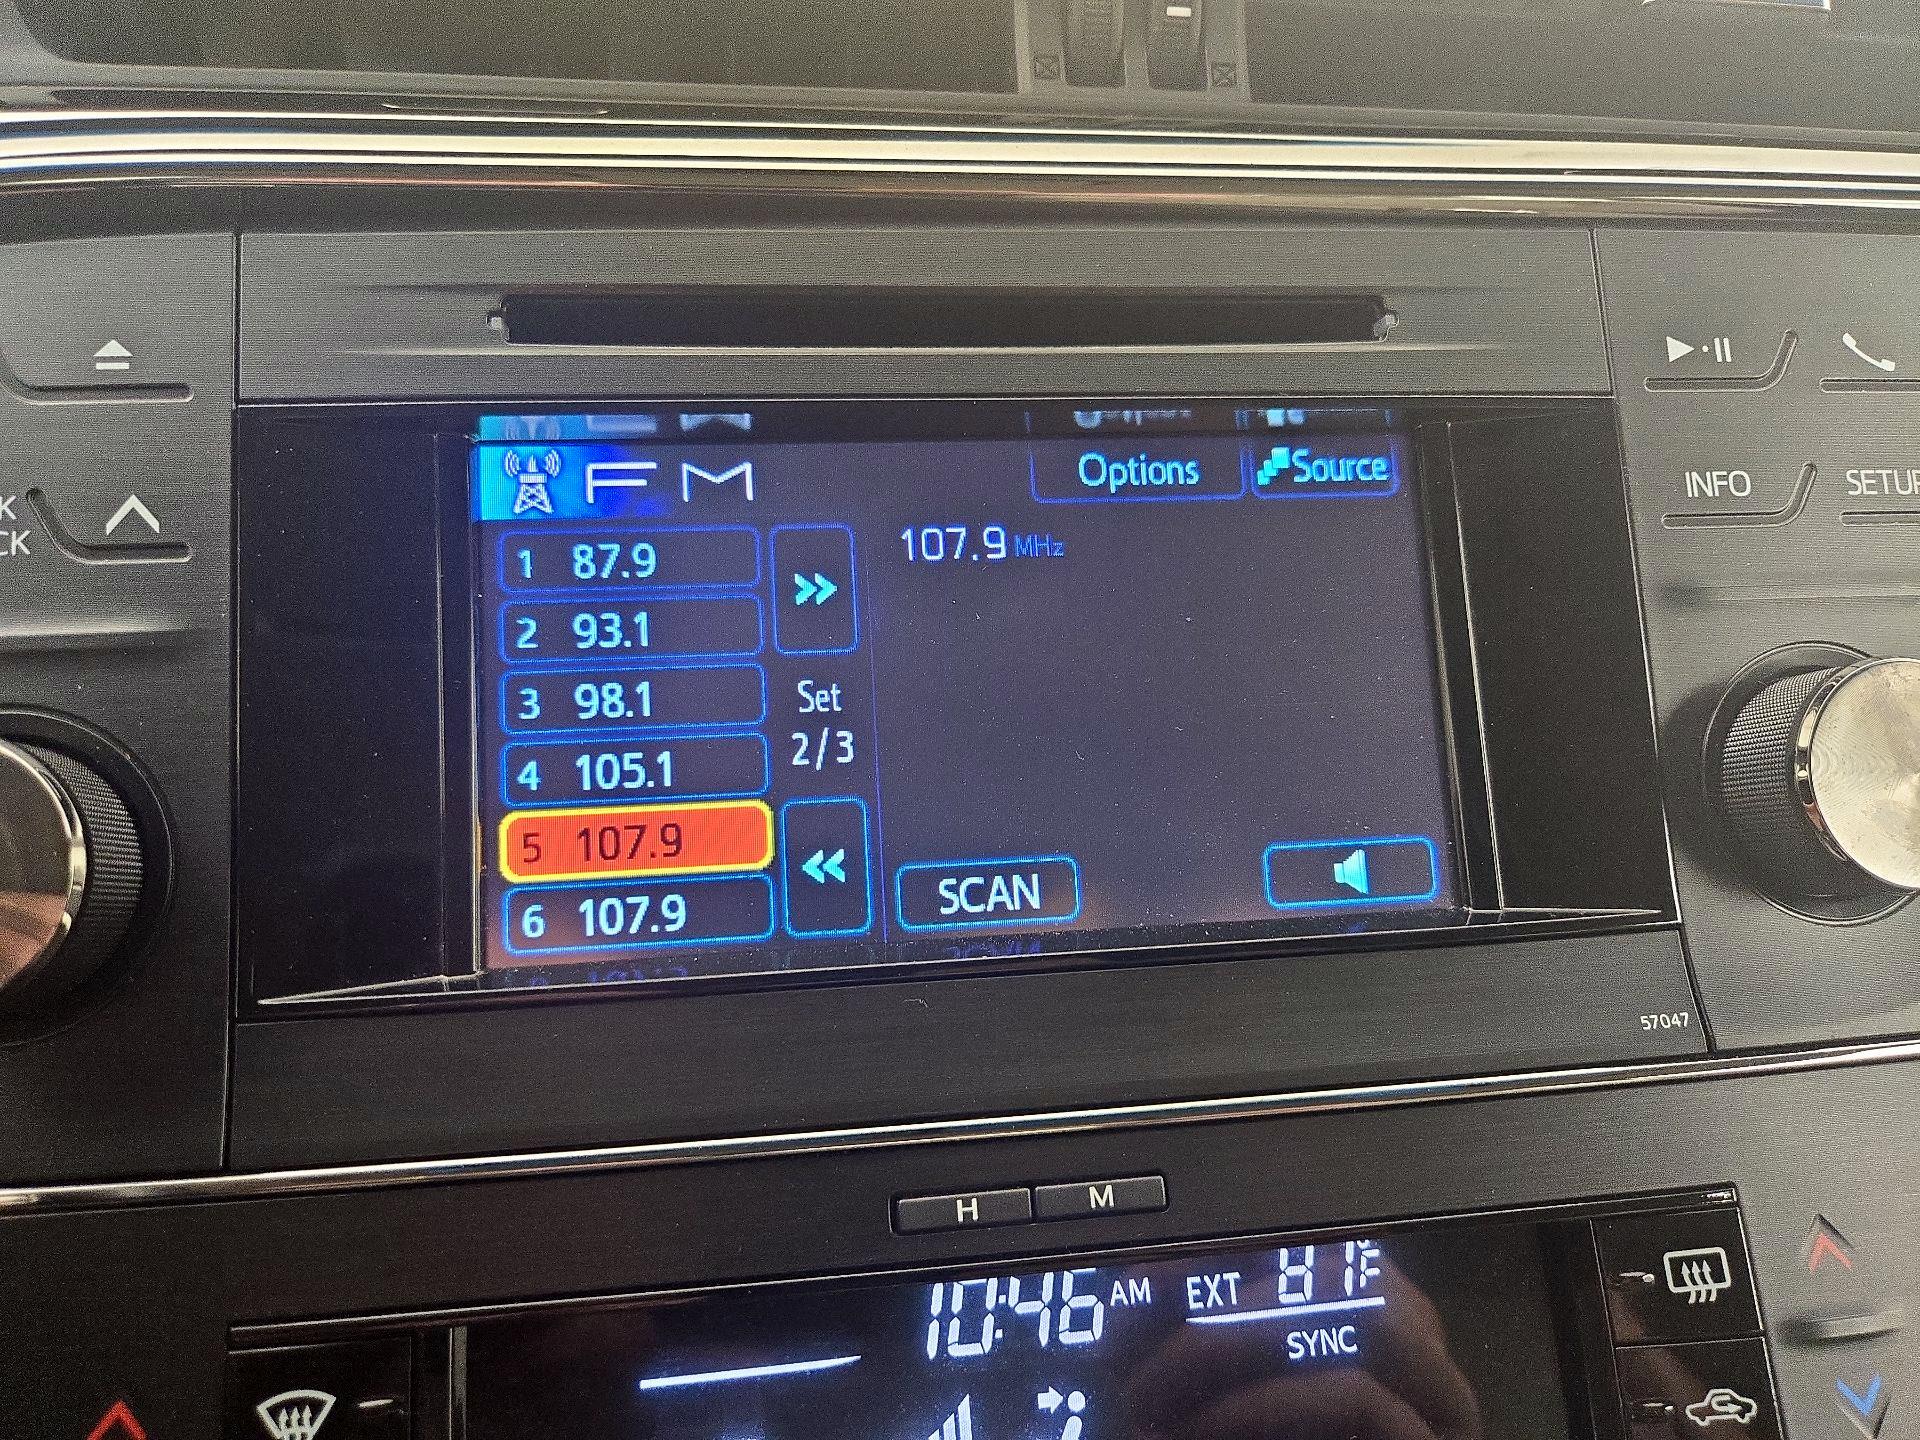 FM
Options
Source
1 87.9
2 93.1
3 98.1
4 105.1
5 107.9
6 107.9
Set
2/3
107.9 MHz
SCAN
INFO
57047
H M
10:46 AM
EXT 81°F
SYNC